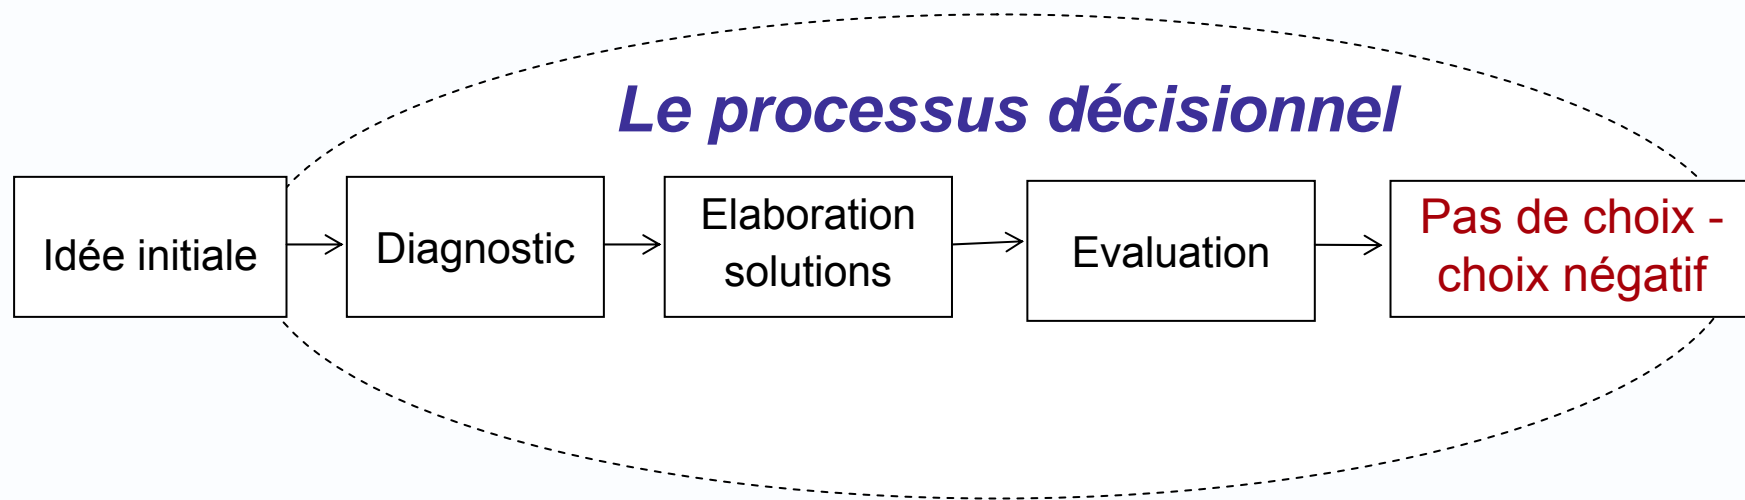 Le processus décisionnel
Idée initiale
Diagnostic
Elaboration
solutions
Evaluation
Pas de choix -
choix négatif